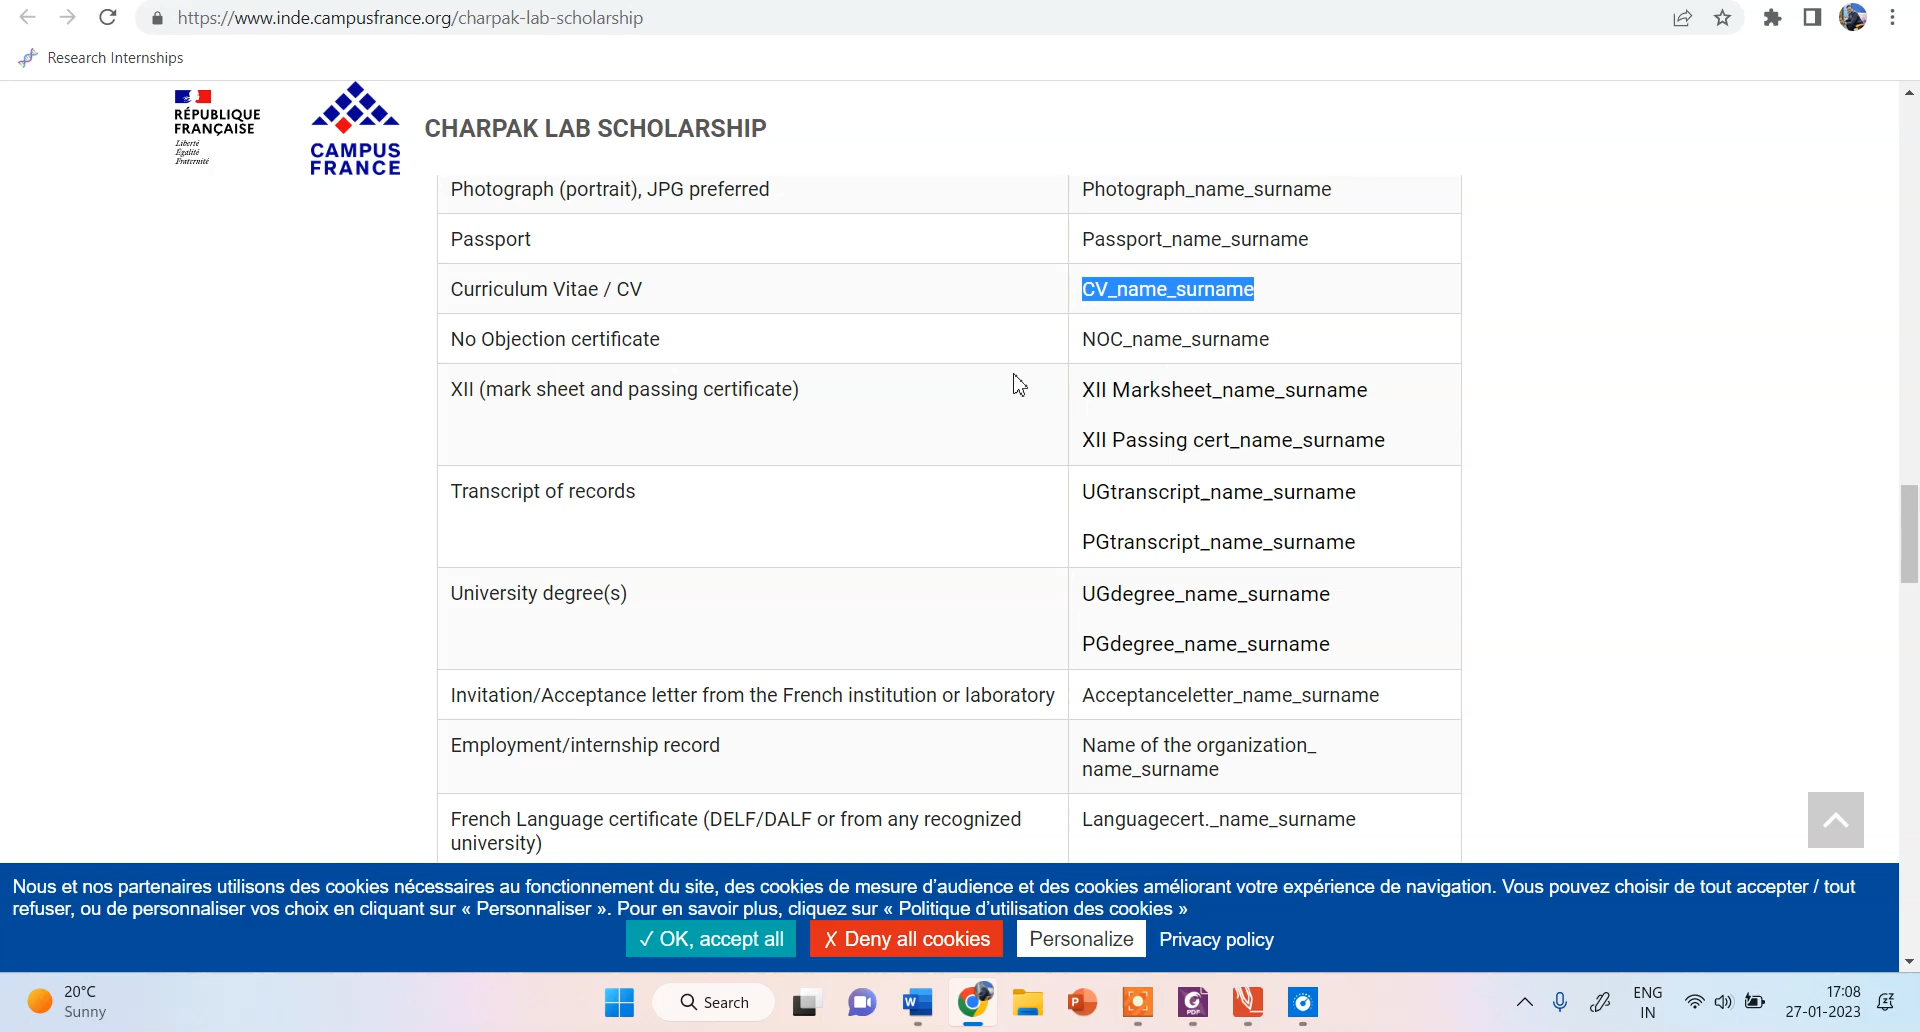 https://www.inde.campusfrance.org/charpak-lab-scholarship
Research Internships
RÉPUBLIQUE
FRANÇAISE
Liberté
Égalité
Fraternité
CAMPUS
FRANCE
CHARPAK LAB SCHOLARSHIP
Photograph (portrait), JPG preferred
Photograph_name_surname
Passport
Passport_name_surname
Curriculum Vitae / CV
CV_name_surname
No Objection certificate
NOC_name_surname
XII (mark sheet and passing certificate)
XII Marksheet_name_surname
XII Passing cert_name_surname
Transcript of records
UGtranscript_name_surname
PGtranscript_name_surname
University degree(s)
UGdegree_name_surname
PGdegree_name_surname
Invitation/Acceptance letter from the French institution or laboratory
Acceptanceletter_name_surname
Employment/internship record
Name of the organization_
name_surname
French Language certificate (DELF/DALF or from any recognized
university)
Languagecert._name_surname
Nous et nos partenaires utilisons des cookies nécessaires au fonctionnement du site, des cookies de mesure d'audience et des cookies améliorant votre expérience de navigation. Vous pouvez choisir de tout accepter / tout
refuser, ou de personnaliser vos choix en cliquant sur « Personnaliser ». Pour en savoir plus, cliquez sur « Politique d'utilisation des cookies »
✓ OK, accept all
✗ Deny all cookies
Personalize
Privacy policy
20°C
Sunny
Search
W
P
G
PDF
ENG
IN
17:08
27-01-2023